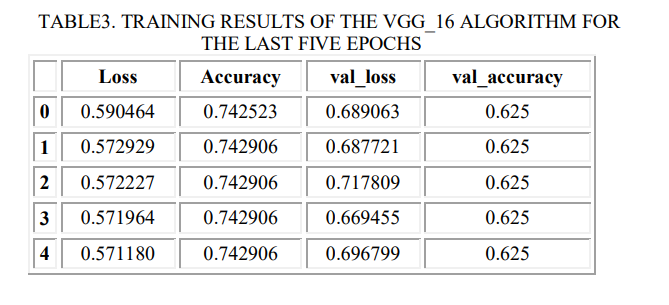 TABLE3. TRAINING RESULTS OF THE VGG_16 ALGORITHM FOR
THE LAST FIVE EPOCHS
Loss Accuracy val_loss val_accuracy
0 0.590464 0.742523 0.689063 0.625
1 0.572929 0.742906 0.687721 0.625
2 0.572227 0.742906 0.717809 0.625
3 0.571964 0.742906 0.669455 0.625
4 0.571180 0.742906 0.696799 0.625